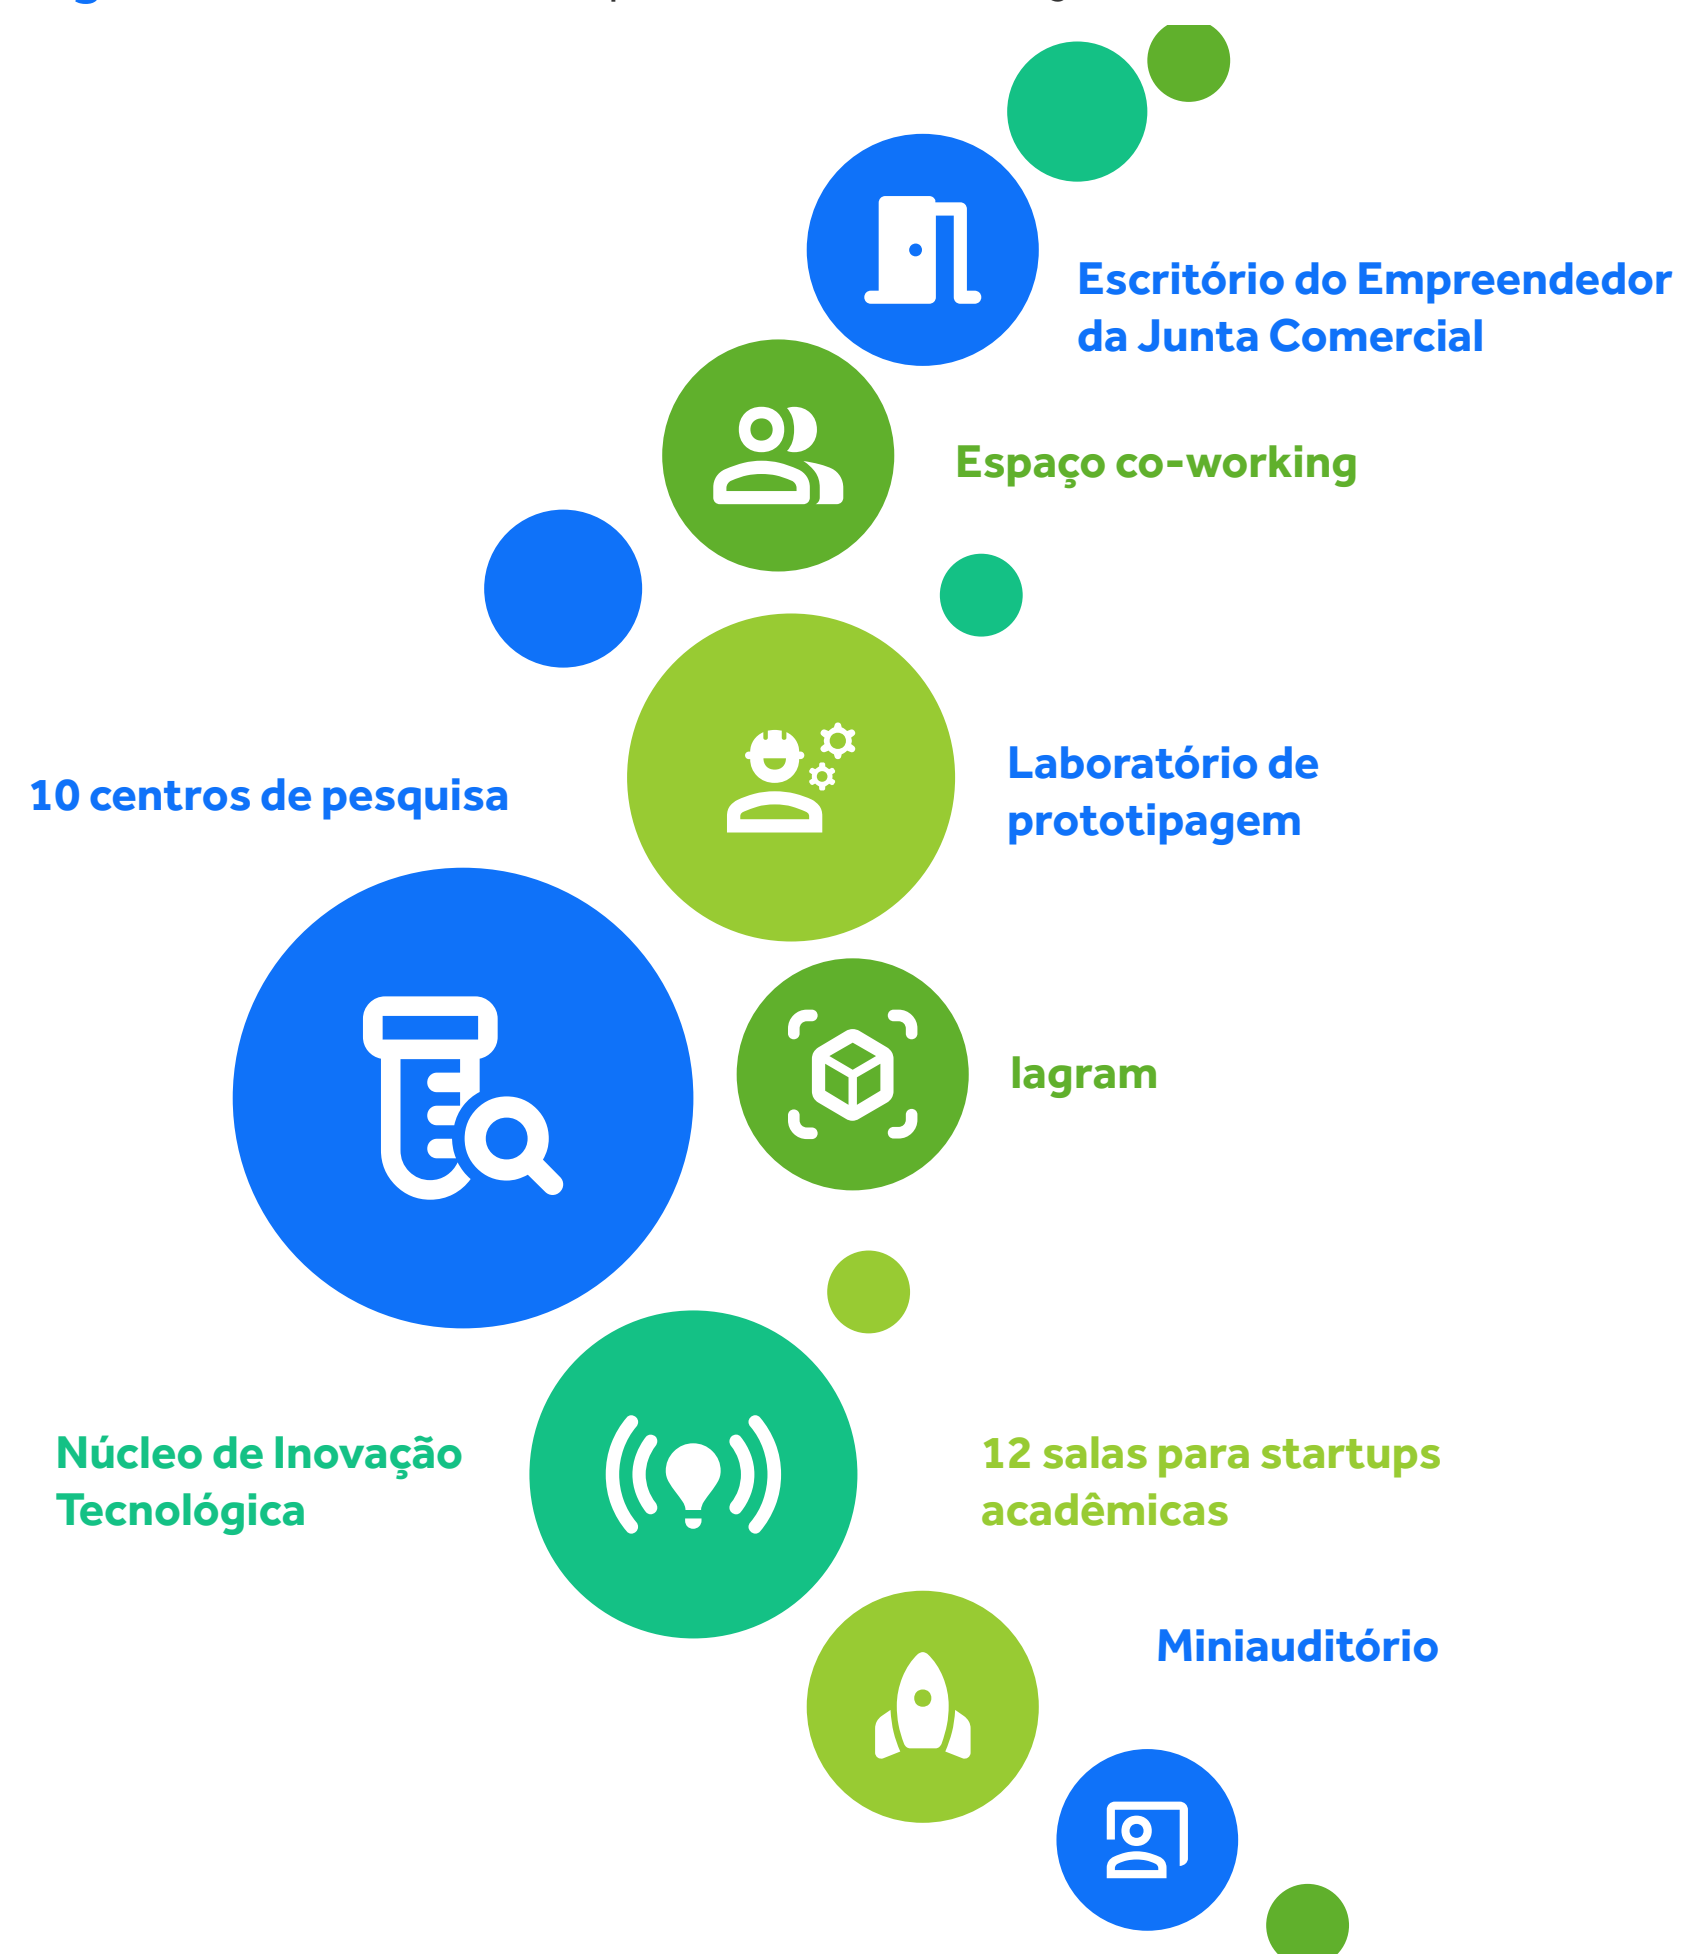 Escritório do Empreendedor
da Junta Comercial
Espaço co-working
Laboratório de
prototipagem
10 centros de pesquisa
lagram
Núcleo de Inovação
Tecnológica
12 salas para startups
acadêmicas
Miniauditório